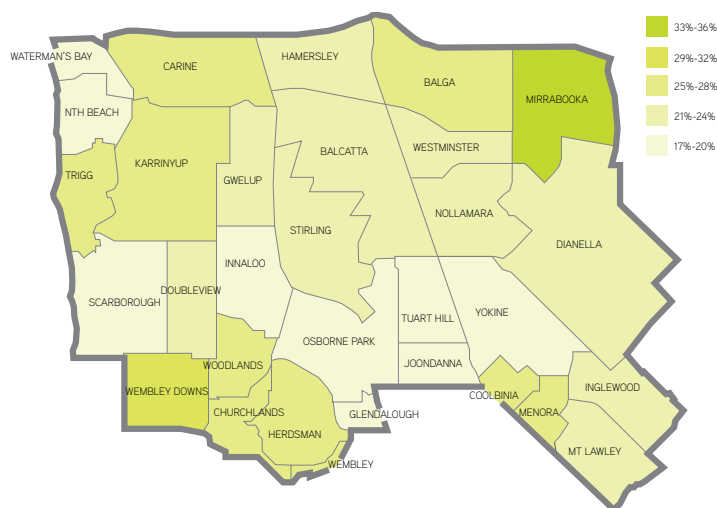 33%-36%
WATERMAN'S BAY
HAMERSLEY
29%-32%
CARINE
BALGA
25%-28%
MIRRABOOKA
NTH BEACH
21%-24%
WESTMINSTER
17%-20%
BALCATTA
KARRINYUP
TRIGG
GWELUP
NOLLAMARA
STIRLING
DIANELLA
INNALOO
DOUBLEVIEW
SCARBOROUGH
YOKINE
TUART HILL
OSBORNE PARK
JOONDANNA
WOODLANDS
INGLEWOOD
WEMBLEY DOWNS
COOLBINIA
CHURCHLANDS
MENORA
GLENDALOUGH
HERDSMAN
MT LAWLEY
WEMBLEY